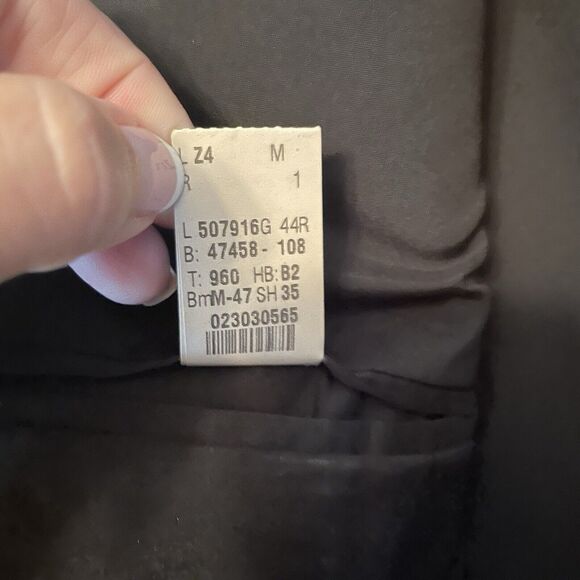 L Z4 M
R 1
L 507916G 44R
B: 47458- 108
T: 960 HB: B2
BmM-47 SH 35
023030565